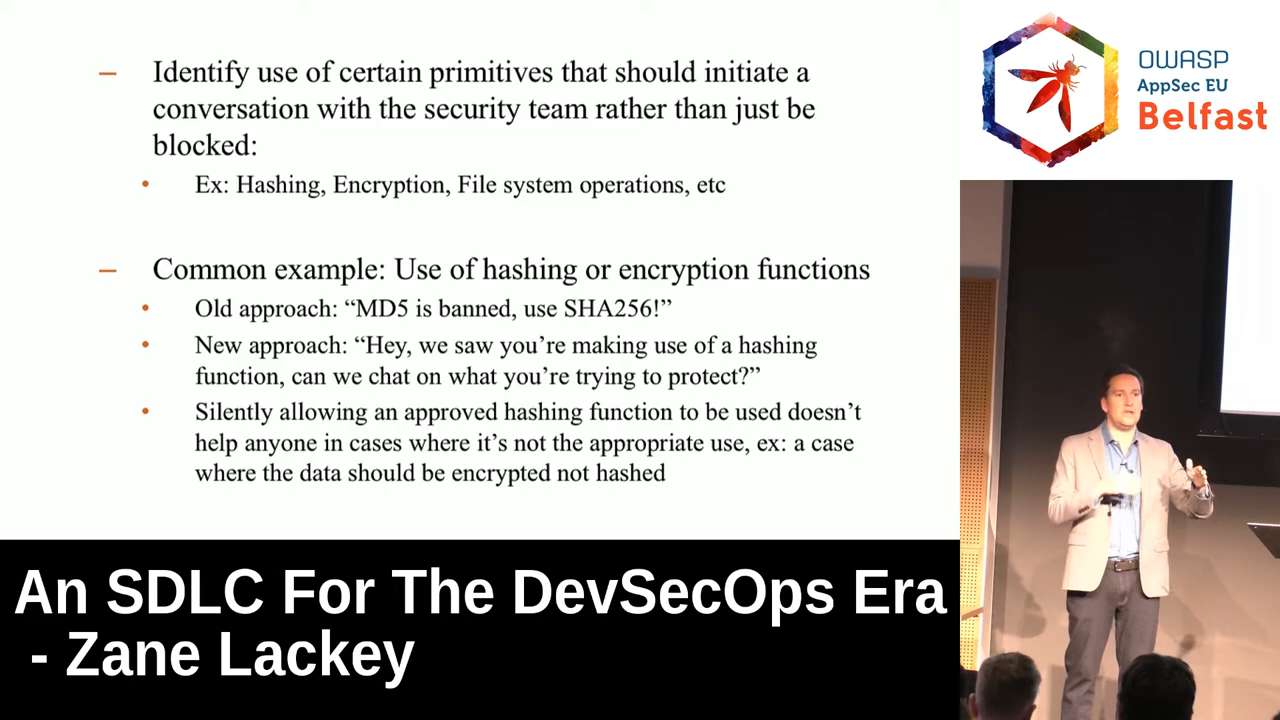 – Identify use of certain primitives that should initiate a
conversation with the security team rather than just be
blocked:
• Ex: Hashing, Encryption, File system operations, etc
– Common example: Use of hashing or encryption functions
• Old approach: “MD5 is banned, use SHA256!”
• New approach: “Hey, we saw you’re making use of a hashing
function, can we chat on what you’re trying to protect?”
• Silently allowing an approved hashing function to be used doesn’t
help anyone in cases where it’s not the appropriate use, ex: a case
where the data should be encrypted not hashed
OWASP
AppSec EU
Belfast
An SDLC For The DevSecOps Era
- Zane Lackey